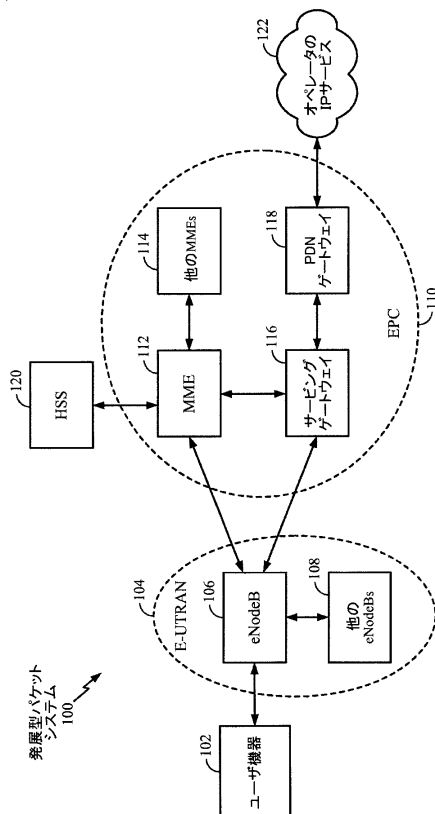 発展型パケット
システム
100
ユーザ機器
102
E-UTRAN
104
eNodeB
106
他の
eNodeBs
108
HSS
120
MME
112
他のMMEs
114
サービング
ゲートウェイ
116
PDN
ゲートウェイ
118
EPC
110
オペレータの
IPサービス
122